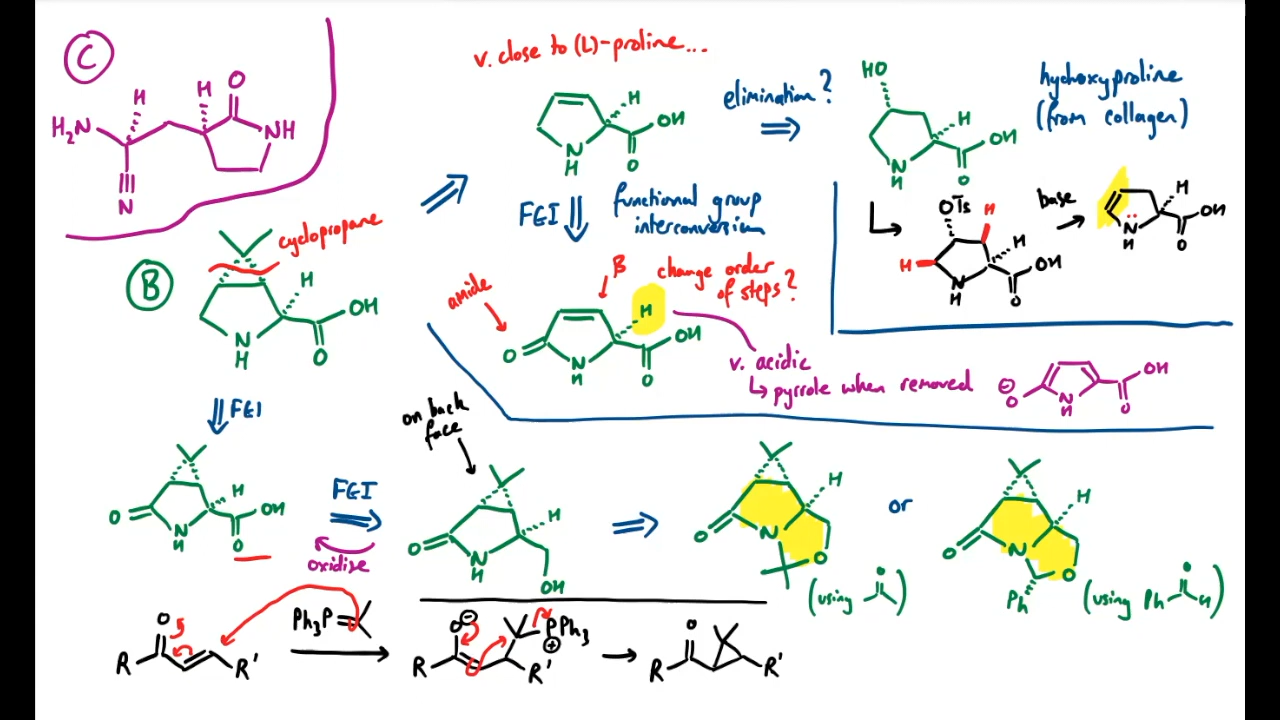 C
H
H
O
H₂N
NH
N
v. close to (L)-proline...
H
OH
N
H
O
elimination?
HO
H
OH
N
H
O
hydroxyproline
(from collagen)
cyclopropane
B
H
OH
N
H
O
FGI
functional group
interconversion
OTs
H
H
H
OH
N
H
O
base
H
OH
N
H
O
amide
B
change order
of steps?
H
OH
O
N
H
O
v. acidic
↳ pyrrole when removed
⊖
O
OH
N
H
O
FGI
on back
face
O
N
H
H
OH
O
FGI
oxidise
O
N
H
H
OH
H
O
N
O
(using O)
or
H
O
N
O
Ph
(using Ph O H)
O
R
R'
Ph₃P
O⊖
PPh₃
⊕
R
R'
O
R
R'